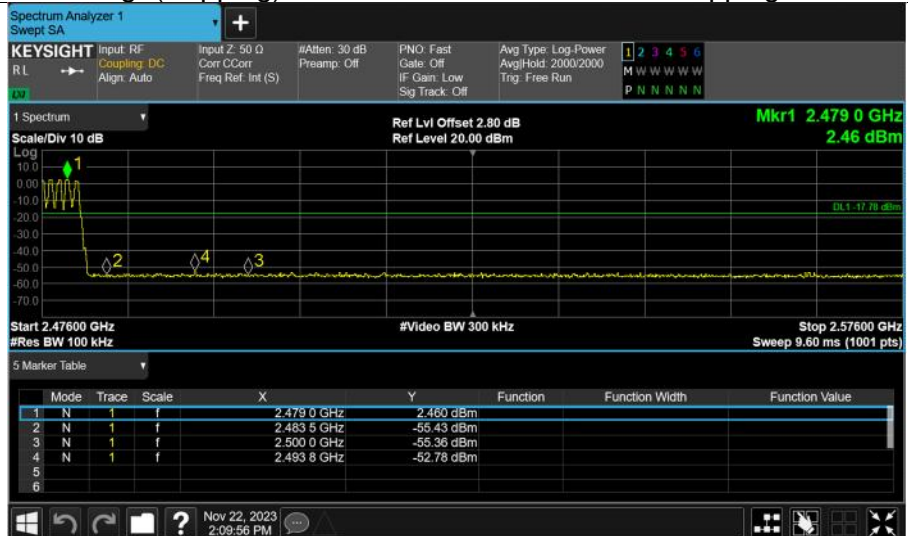 Spectrum Analyzer 1
Swept SA
+
KEYSIGHT Input: RF Input Z: 50 Ω #Atten: 30 dB PNO: Fast Avg Type: Log-Power 1 2 3 4 5 6
RL Coupling: DC Corr CCorr Preamp: Off Gate: Off Avg|Hold: 2000/2000 M W W W W W
Align: Auto Freq Ref: Int (S) IF Gain: Low Trig: Free Run
Sig Track: Off P N N N N N
LXI
1 Spectrum Ref Lvl Offset 2.80 dB Mkr1 2.479 0 GHz
Scale/Div 10 dB Ref Level 20.00 dBm 2.46 dBm
Log
10.0 1
0.00
-10.0 DL1 -17.78 dBm
-20.0
-30.0
-40.0
-50.0 2 4 3
-60.0
-70.0
Start 2.47600 GHz #Video BW 300 kHz Stop 2.57600 GHz
#Res BW 100 kHz Sweep 9.60 ms (1001 pts)
5 Marker Table
Mode Trace Scale X Y Function Function Width Function Value
1 N 1 f 2.479 0 GHz 2.460 dBm
2 N 1 f 2.483 5 GHz -55.43 dBm
3 N 1 f 2.500 0 GHz -55.36 dBm
4 N 1 f 2.493 8 GHz -52.78 dBm
5
6
? Nov 22, 2023
2:09:56 PM